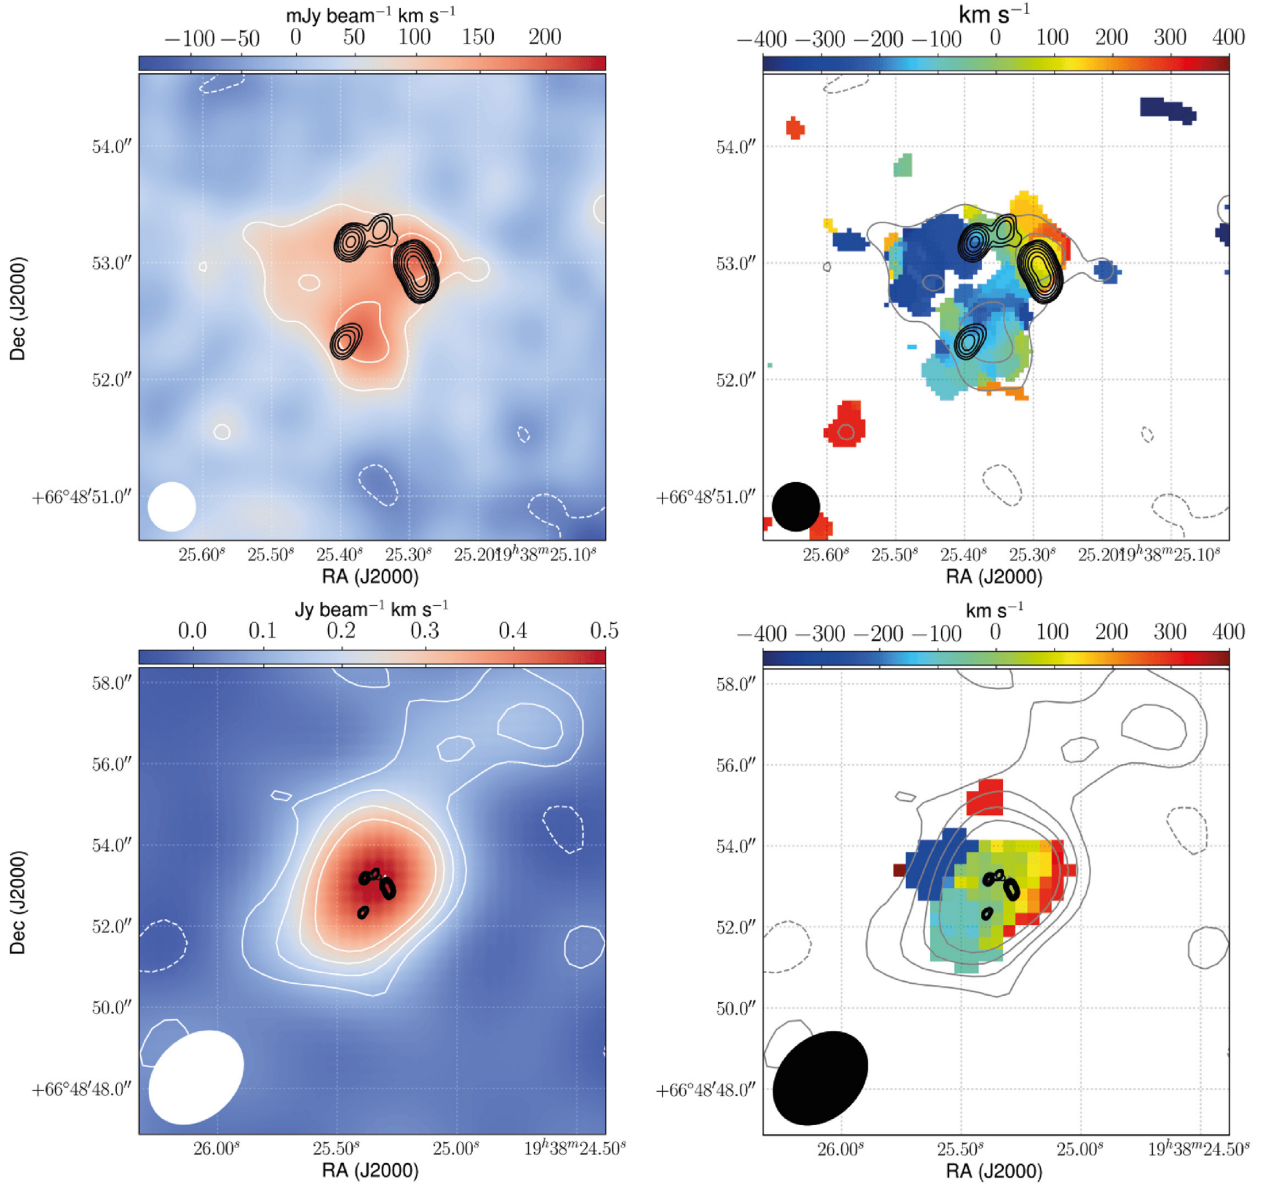 mJy beam⁻¹ km s⁻¹
−100 −50 0 50 100 150 200
54.0″
53.0″
52.0″
+66°48′51.0″
Dec (J2000)
25.60ˢ 25.50ˢ 25.40ˢ 25.30ˢ 25.20ˢ 19ʰ38ᵐ25.10ˢ
RA (J2000)
km s⁻¹
−400 −300 −200 −100 0 100 200 300 400
54.0″
53.0″
52.0″
+66°48′51.0″
25.60ˢ 25.50ˢ 25.40ˢ 25.30ˢ 25.20ˢ 19ʰ38ᵐ25.10ˢ
RA (J2000)
Jy beam⁻¹ km s⁻¹
0.0 0.1 0.2 0.3 0.4 0.5
58.0″
56.0″
54.0″
52.0″
50.0″
+66°48′48.0″
Dec (J2000)
26.00ˢ 25.50ˢ 25.00ˢ 19ʰ38ᵐ24.50ˢ
RA (J2000)
km s⁻¹
−400 −300 −200 −100 0 100 200 300 400
58.0″
56.0″
54.0″
52.0″
50.0″
+66°48′48.0″
26.00ˢ 25.50ˢ 25.00ˢ 19ʰ38ᵐ24.50ˢ
RA (J2000)